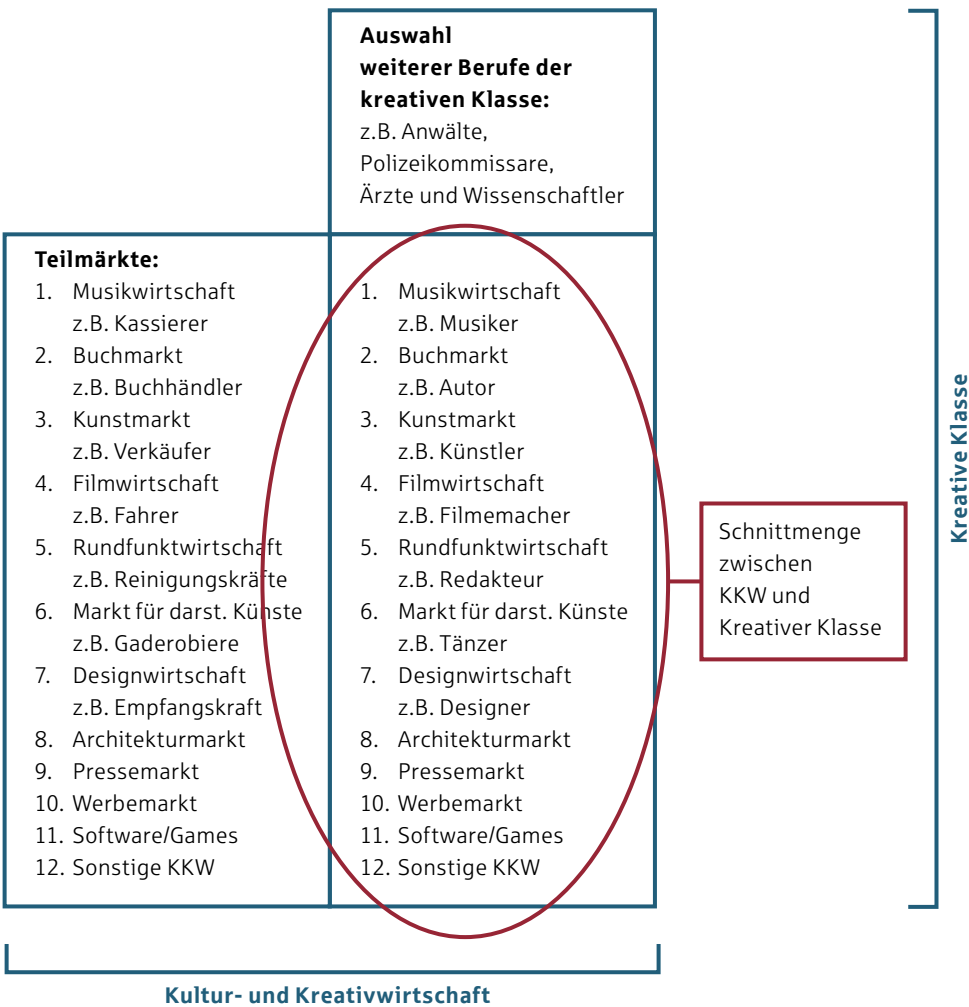 Auswahl
weiterer Berufe der
kreativen Klasse:
z.B. Anwälte,
Polizeikommissare,
Ärzte und Wissenschaftler
Teilmärkte:
1. Musikwirtschaft
z.B. Kassierer
2. Buchmarkt
z.B. Buchhändler
3. Kunstmarkt
z.B. Verkäufer
4. Filmwirtschaft
z.B. Fahrer
5. Rundfunktwirtschaft
z.B. Reinigungskräfte
6. Markt für darst. Künste
z.B. Gaderobiere
7. Designwirtschaft
z.B. Empfangskraft
8. Architekturmarkt
9. Pressemarkt
10. Werbemarkt
11. Software/Games
12. Sonstige KKW
1. Musikwirtschaft
z.B. Musiker
2. Buchmarkt
z.B. Autor
3. Kunstmarkt
z.B. Künstler
4. Filmwirtschaft
z.B. Filmemacher
5. Rundfunktwirtschaft
z.B. Redakteur
6. Markt für darst. Künste
z.B. Tänzer
7. Designwirtschaft
z.B. Designer
8. Architekturmarkt
9. Pressemarkt
10. Werbemarkt
11. Software/Games
12. Sonstige KKW
Schnittmenge
zwischen
KKW und
Kreativer Klasse
Kreative Klasse
Kultur- und Kreativwirtschaft